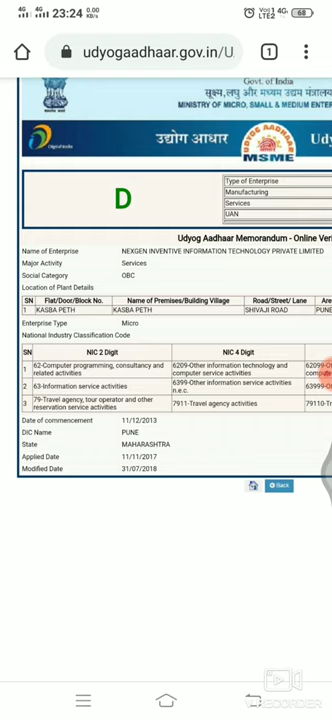 4G 4G 23:24 0.00 KB/s VoLTE2 4G 68
udyogaadhaar.gov.in/U 1
Govt. of India
सूक्ष्म,लघु और मध्यम उद्यम मंत्रालय
MINISTRY OF MICRO, SMALL & MEDIUM ENTER
Digital India उद्योग आधार UDYOG AADHAAR MSME Udy
D
Type of Enterprise
Manufacturing
Services
UAN
Udyog Aadhaar Memorandum - Online Veri
Name of Enterprise NEXGEN INVENTIVE INFORMATION TECHNOLOGY PRIVATE LIMITED
Major Activity Services
Social Category OBC
Location of Plant Details
SN Flat/Door/Block No. Name of Premises/Building Village Road/Street/ Lane Are
1 KASBA PETH KASBA PETH SHIVAJI ROAD PUNE
Enterprise Type Micro
National Industry Classification Code
SN NIC 2 Digit NIC 4 Digit
1 62-Computer programming, consultancy and related activities 6209-Other information technology and computer service activities 62099-O
2 63-Information service activities 6399-Other information service activities n.e.c. 63999-O
3 79-Travel agency, tour operator and other reservation service activities 7911-Travel agency activities 79110-Tr
Date of commencement 11/12/2013
DIC Name PUNE
State MAHARASHTRA
Applied Date 11/11/2017
Modified Date 31/07/2018
Back
RECORDER